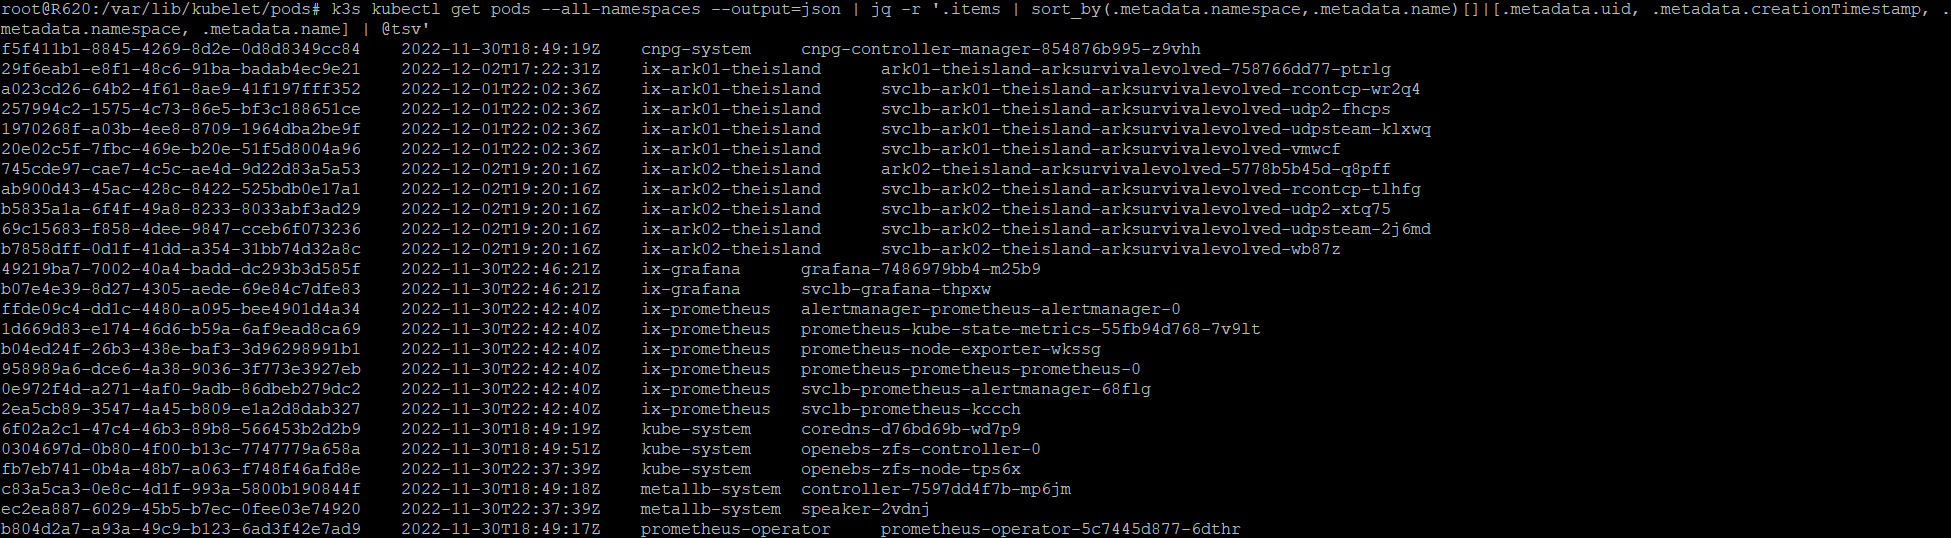 root@R620:/var/lib/kubelet/pods# k3s kubectl get pods --all-namespaces --output=json | jq -r '.items | sort_by(.metadata.namespace,.metadata.name)[]|[.metadata.uid, .metadata.creationTimestamp, .
metadata.namespace, .metadata.name] | @tsv'
f5f411b1-8845-4269-8d2e-0d8d8349cc84    2022-11-30T18:49:19Z    cnpg-system     cnpg-controller-manager-854876b995-z9vhh
29f6eab1-e8f1-48c6-91ba-badab4ec9e21    2022-12-02T17:22:31Z    ix-ark01-theisland      ark01-theisland-arksurvivalevolved-758766dd77-ptrlg
a023cd26-64b2-4f61-8ae9-41f197fff352    2022-12-01T22:02:36Z    ix-ark01-theisland      svclb-ark01-theisland-arksurvivalevolved-rcontcp-wr2q4
257994c2-1575-4c73-86e5-bf3c188651ce    2022-12-01T22:02:36Z    ix-ark01-theisland      svclb-ark01-theisland-arksurvivalevolved-udp2-fhcps
1970268f-a03b-4ee8-8709-1964dba2be9f    2022-12-01T22:02:36Z    ix-ark01-theisland      svclb-ark01-theisland-arksurvivalevolved-udpsteam-klxwq
20e02c5f-7fbc-469e-b20e-51f5d8004a96    2022-12-01T22:02:36Z    ix-ark01-theisland      svclb-ark01-theisland-arksurvivalevolved-vmwcf
745cde97-cae7-4c5c-ae4d-9d22d83a5a53    2022-12-02T19:20:16Z    ix-ark02-theisland      ark02-theisland-arksurvivalevolved-5778b5b45d-q8pff
ab900d43-45ac-428c-8422-525bdb0e17a1    2022-12-02T19:20:16Z    ix-ark02-theisland      svclb-ark02-theisland-arksurvivalevolved-rcontcp-tlhfg
b5835a1a-6f4f-49a8-8233-8033abf3ad29    2022-12-02T19:20:16Z    ix-ark02-theisland      svclb-ark02-theisland-arksurvivalevolved-udp2-xtq75
69c15683-f858-4dee-9847-cceb6f073236    2022-12-02T19:20:16Z    ix-ark02-theisland      svclb-ark02-theisland-arksurvivalevolved-udpsteam-2j6md
b7858dff-0d1f-41dd-a354-31bb74d32a8c    2022-12-02T19:20:16Z    ix-ark02-theisland      svclb-ark02-theisland-arksurvivalevolved-wb87z
49219ba7-7002-40a4-badd-dc293b3d585f    2022-11-30T22:46:21Z    ix-grafana      grafana-7486979bb4-m25b9
b07e4e39-8d27-4305-aede-69e84c7dfe83    2022-11-30T22:46:21Z    ix-grafana      svclb-grafana-thpxw
ffde09c4-dd1c-4480-a095-bee4901d4a34    2022-11-30T22:42:40Z    ix-prometheus   alertmanager-prometheus-alertmanager-0
1d669d83-e174-46d6-b59a-6af9ead8ca69    2022-11-30T22:42:40Z    ix-prometheus   prometheus-kube-state-metrics-55fb94d768-7v9lt
b04ed24f-26b3-438e-baf3-3d96298991b1    2022-11-30T22:42:40Z    ix-prometheus   prometheus-node-exporter-wkssg
958989a6-dce6-4a38-9036-3f773e3927eb    2022-11-30T22:42:40Z    ix-prometheus   prometheus-prometheus-prometheus-0
0e972f4d-a271-4af0-9adb-86dbeb279dc2    2022-11-30T22:42:40Z    ix-prometheus   svclb-prometheus-alertmanager-68flg
2ea5cb89-3547-4a45-b809-e1a2d8dab327    2022-11-30T22:42:40Z    ix-prometheus   svclb-prometheus-kccch
6f02a2c1-47c4-46b3-89b8-566453b2d2b9    2022-11-30T18:49:19Z    kube-system     coredns-d76bd69b-wd7p9
0304697d-0b80-4f00-b13c-7747779a658a    2022-11-30T18:49:51Z    kube-system     openebs-zfs-controller-0
fb7eb741-0b4a-48b7-a063-f748f46afd8e    2022-11-30T22:37:39Z    kube-system     openebs-zfs-node-tps6x
c83a5ca3-0e8c-4d1f-993a-5800b190844f    2022-11-30T18:49:18Z    metallb-system  controller-7597dd4f7b-mp6jm
ec2ea887-6029-45b5-b7ec-0fee03e74920    2022-11-30T22:37:39Z    metallb-system  speaker-2vdnj
b804d2a7-a93a-49c9-b123-6ad3f42e7ad9    2022-11-30T18:49:17Z    prometheus-operator     prometheus-operator-5c7445d877-6dthr